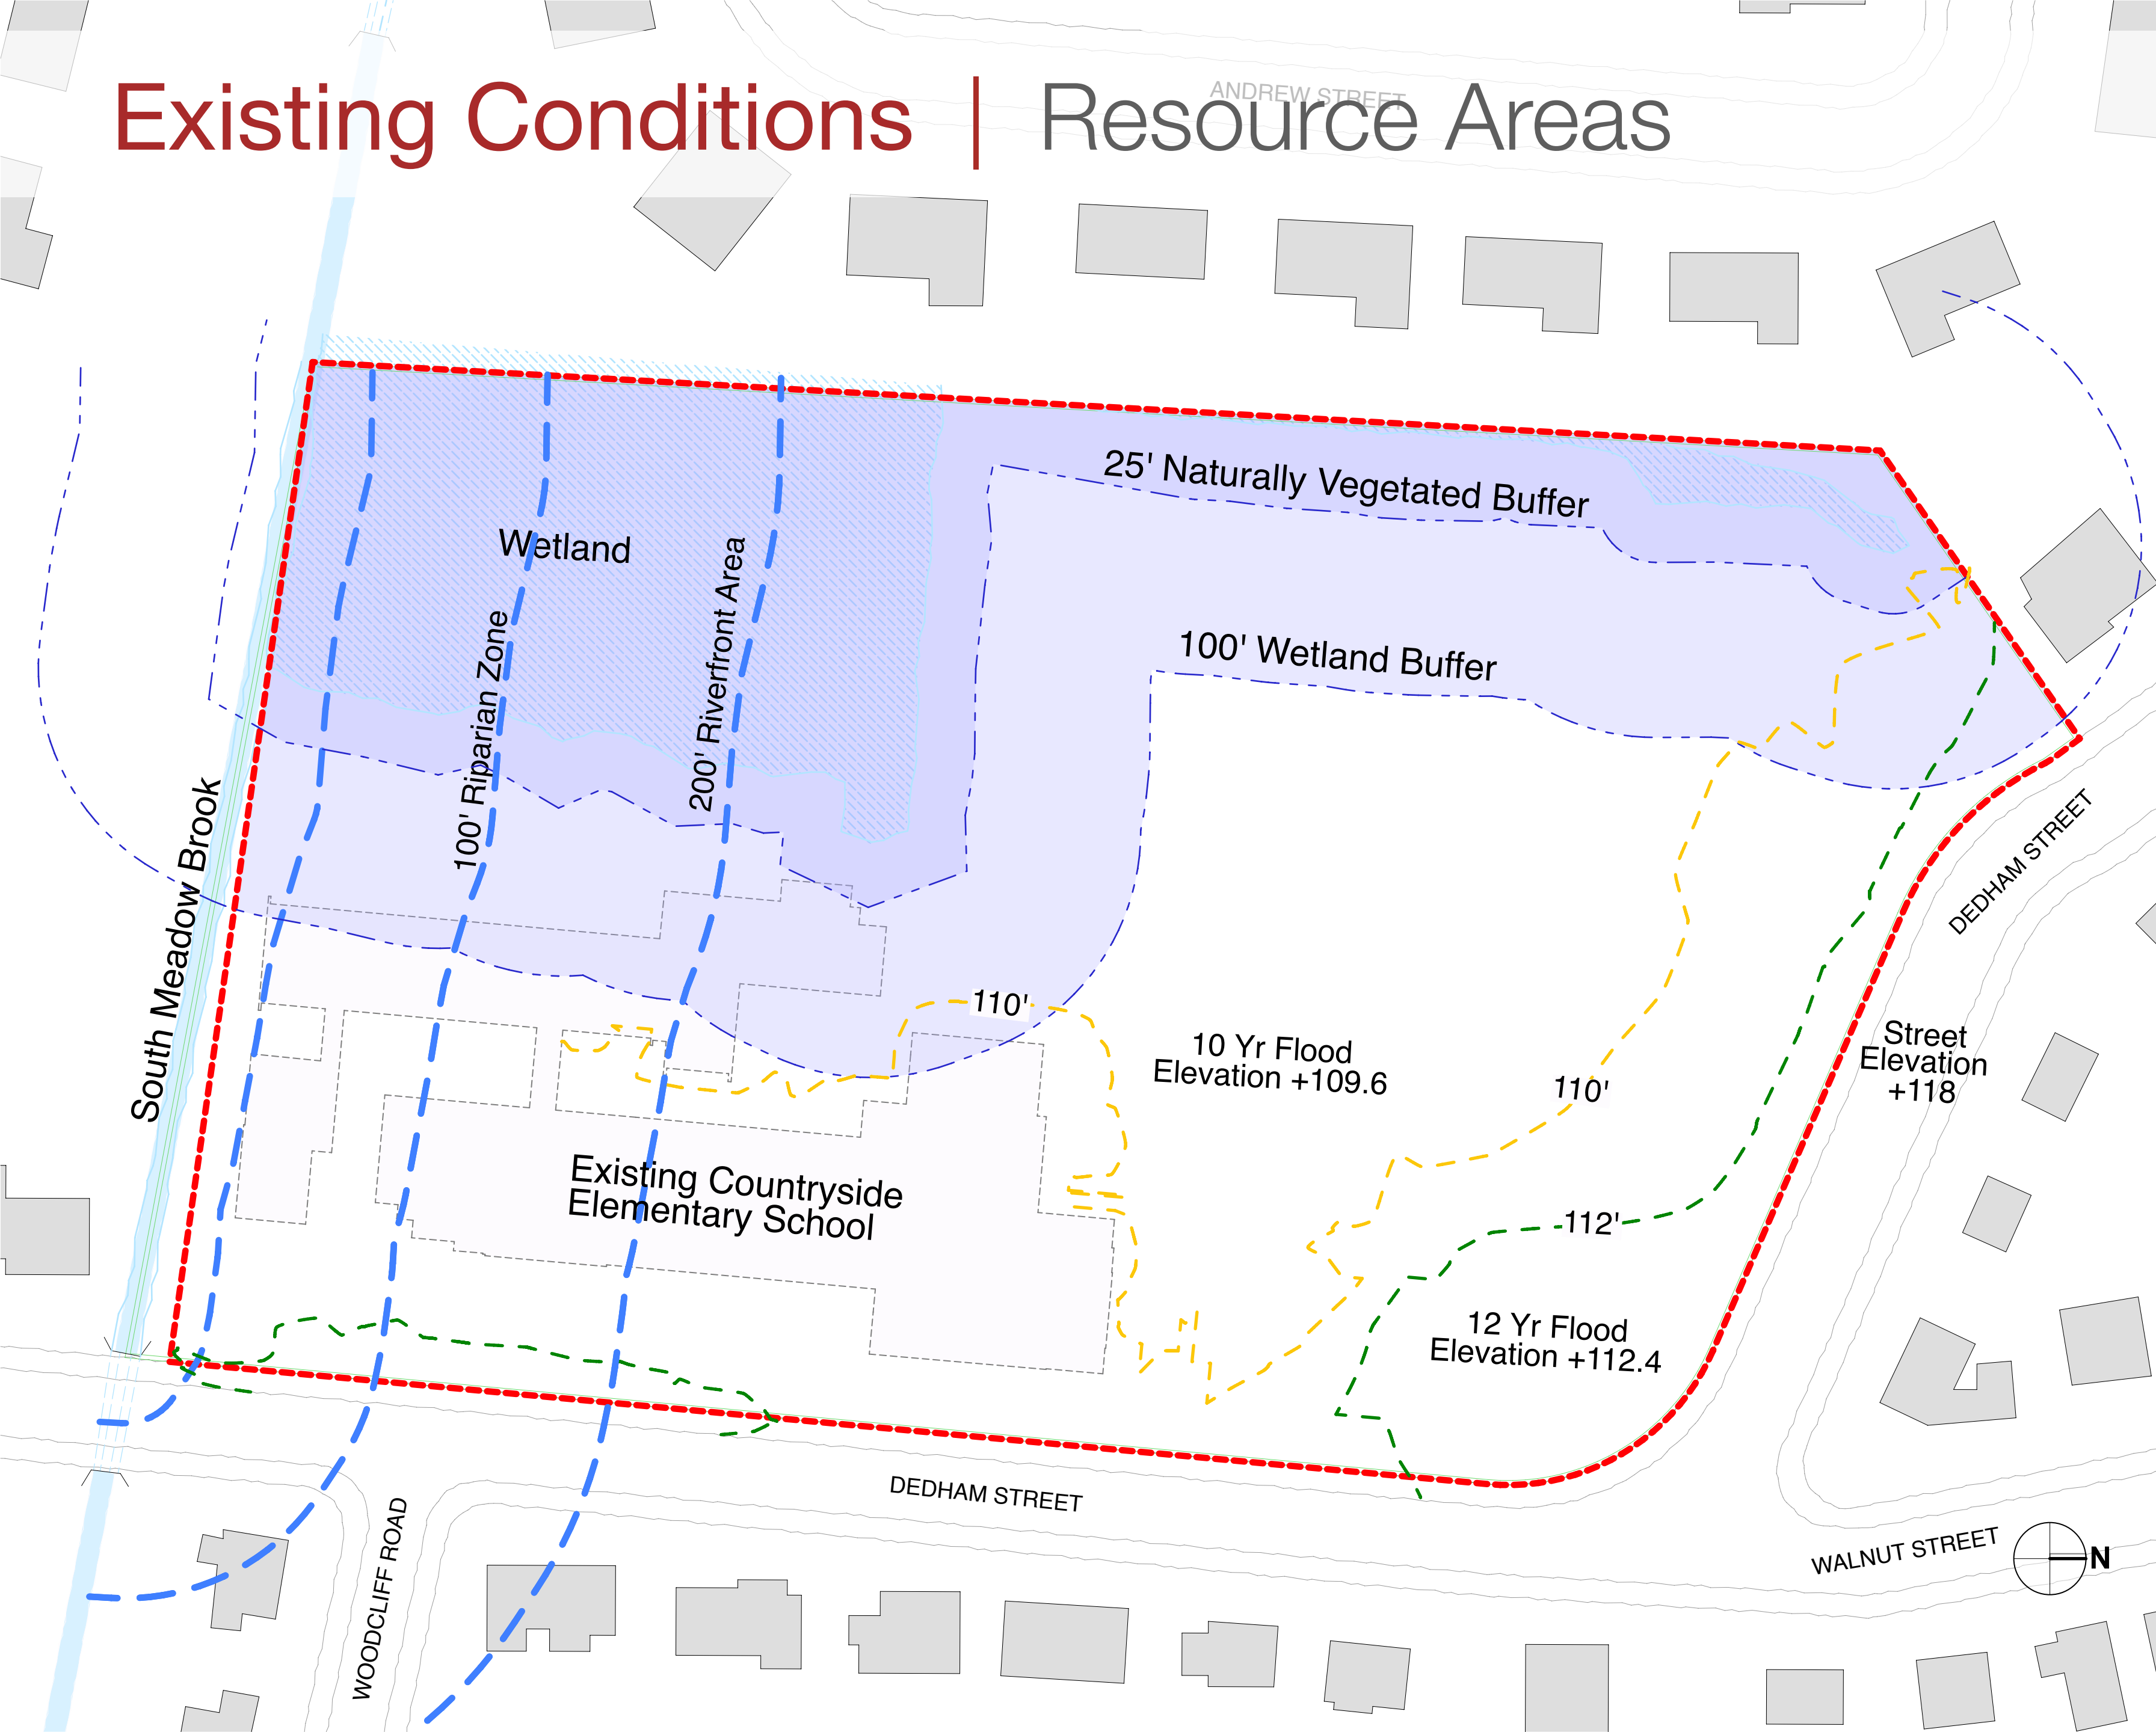 Existing Conditions | Resource Areas
ANDREW STREET
25' Naturally Vegetated Buffer
Wetland
100' Riparian Zone
200' Riverfront Area
100' Wetland Buffer
South Meadow Brook
DEDHAM STREET
110'
10 Yr Flood
Elevation +109.6
110'
Street
Elevation
+118
Existing Countryside
Elementary School
112'
12 Yr Flood
Elevation +112.4
DEDHAM STREET
WOODCLIFF ROAD
WALNUT STREET
N